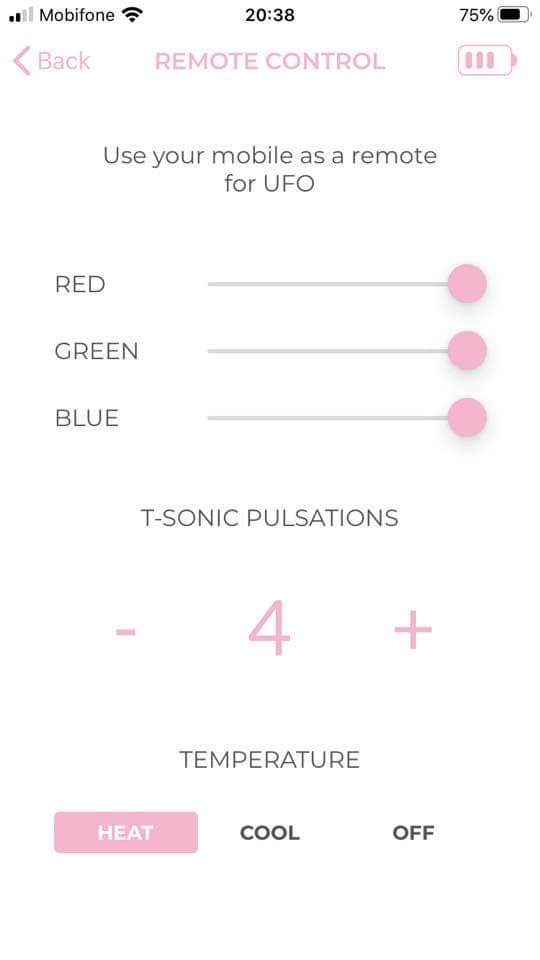 Mobifone 20:38 75%
Back REMOTE CONTROL
Use your mobile as a remote
for UFO
RED
GREEN
BLUE
T-SONIC PULSATIONS
- 4 +
TEMPERATURE
HEAT COOL OFF